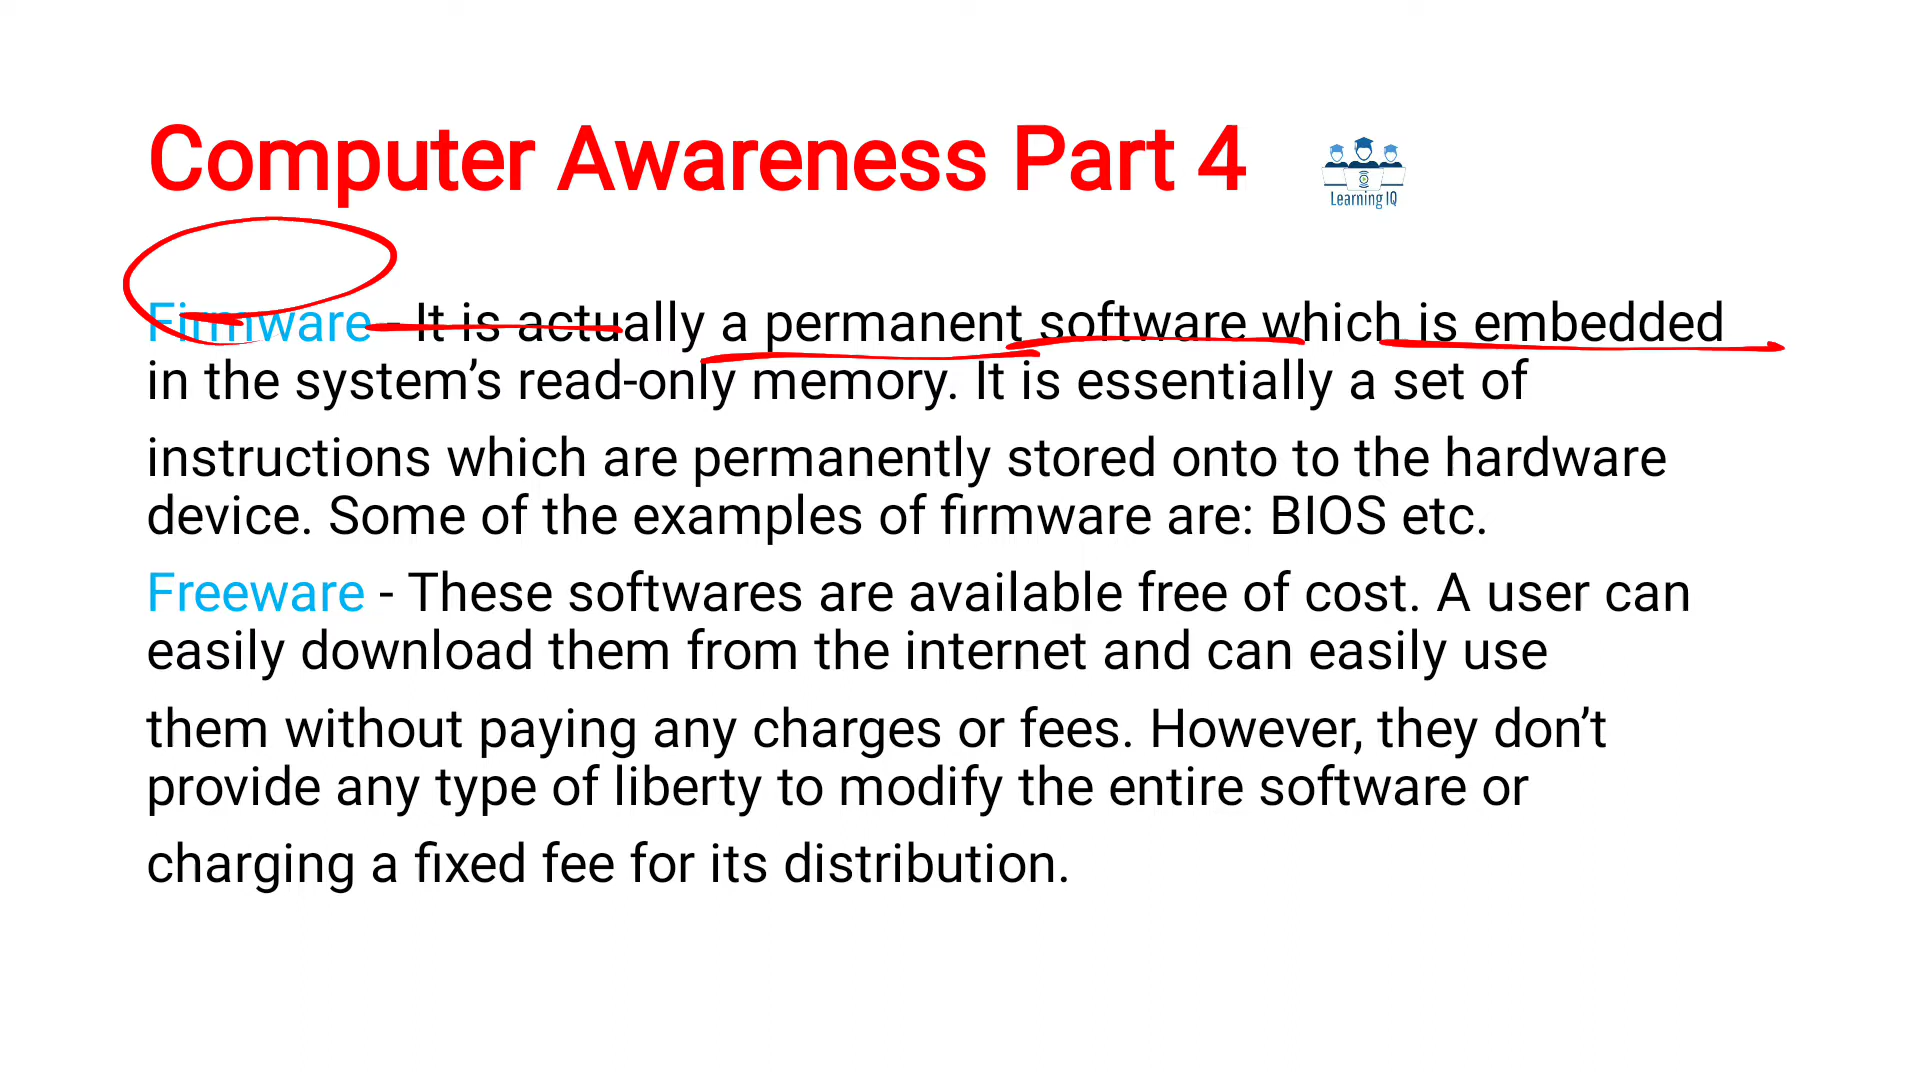 Computer Awareness Part 4
Learning IQ
Firmware - It is actually a permanent software which is embedded
in the system’s read-only memory. It is essentially a set of
instructions which are permanently stored onto to the hardware
device. Some of the examples of firmware are: BIOS etc.
Freeware - These softwares are available free of cost. A user can
easily download them from the internet and can easily use
them without paying any charges or fees. However, they don’t
provide any type of liberty to modify the entire software or
charging a fixed fee for its distribution.